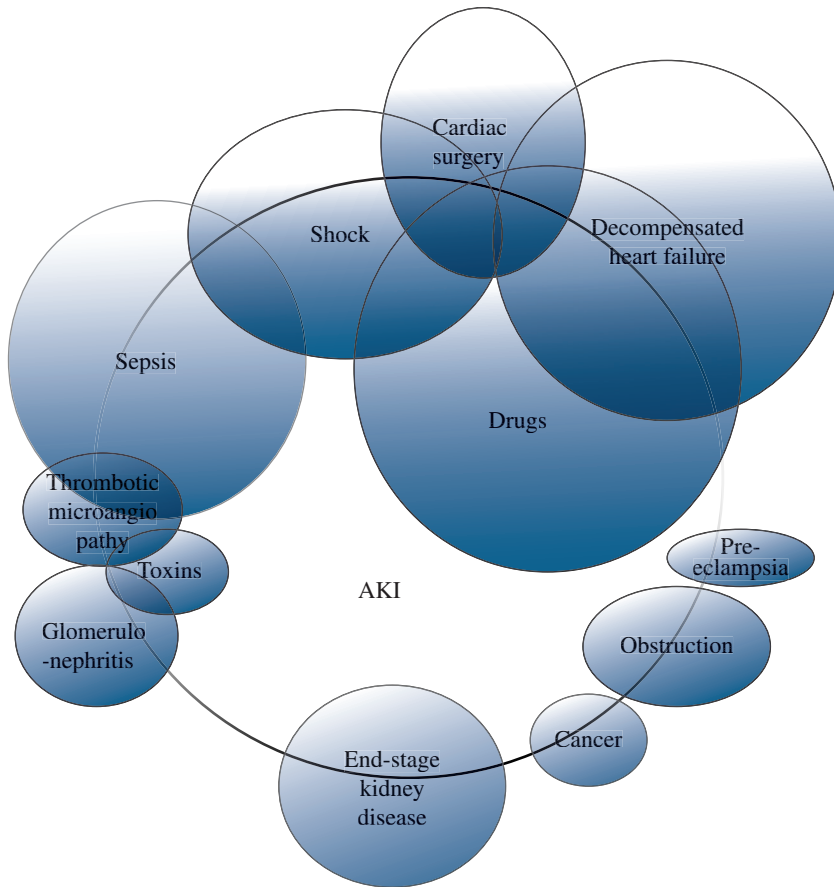 Cardiac
surgery
Shock
Decompensated
heart failure
Sepsis
Drugs
Thrombotic
microangio
pathy
Toxins
Pre-
eclampsia
AKI
Glomerulo
-nephritis
Obstruction
Cancer
End-stage
kidney
disease